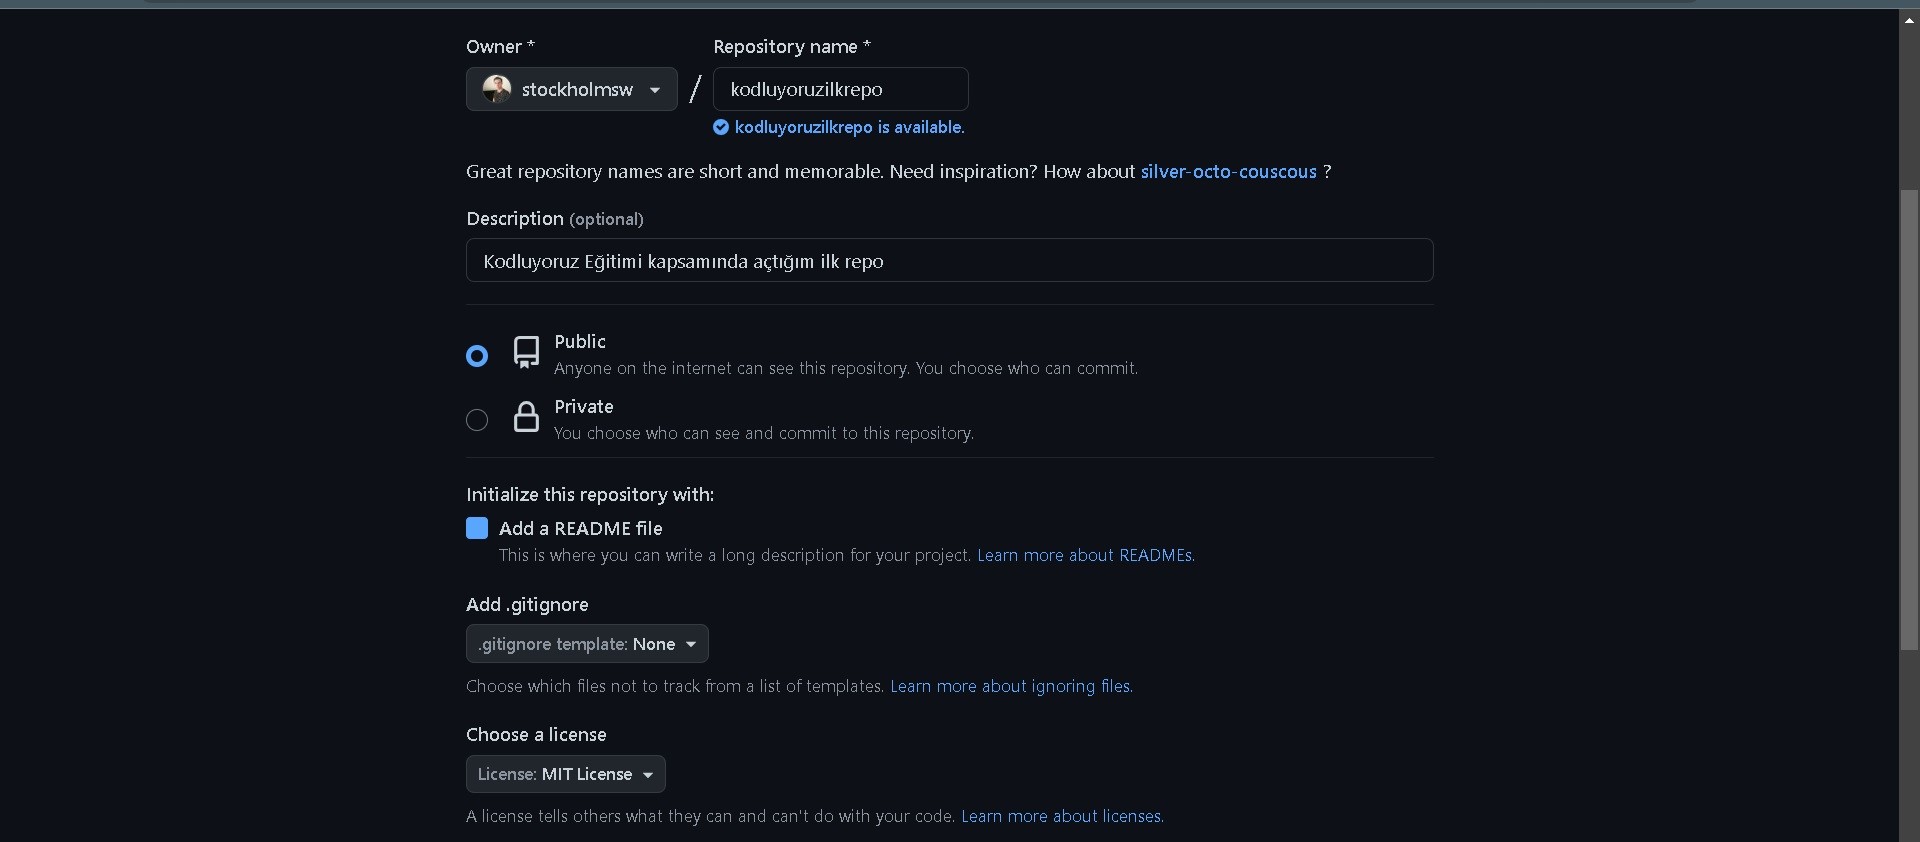 Owner * Repository name *
stockholmsw / kodluyoruzilkrepo
kodluyoruzilkrepo is available.
Great repository names are short and memorable. Need inspiration? How about silver-octo-couscous ?
Description (optional)
Kodluyoruz Eğitimi kapsamında açtığım ilk repo
Public
Anyone on the internet can see this repository. You choose who can commit.
Private
You choose who can see and commit to this repository.
Initialize this repository with:
Add a README file
This is where you can write a long description for your project. Learn more about READMEs.
Add .gitignore
.gitignore template: None
Choose which files not to track from a list of templates. Learn more about ignoring files.
Choose a license
License: MIT License
A license tells others what they can and can't do with your code. Learn more about licenses.